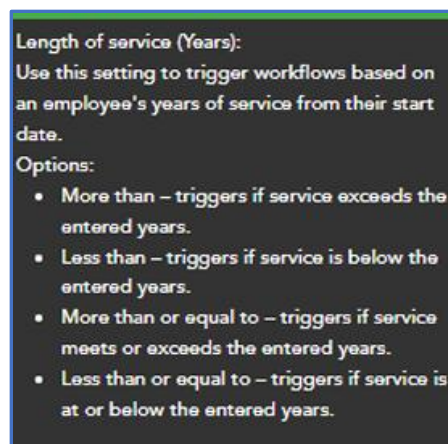 Length of service (Years):
Use this setting to trigger workflows based on
an employee's years of service from their start
date.
Options:
• More than – triggers if service exceeds the
entered years.
• Less than – triggers if service is below the
entered years.
• More than or equal to – triggers if service
meets or exceeds the entered years.
• Less than or equal to – triggers if service is
at or below the entered years.